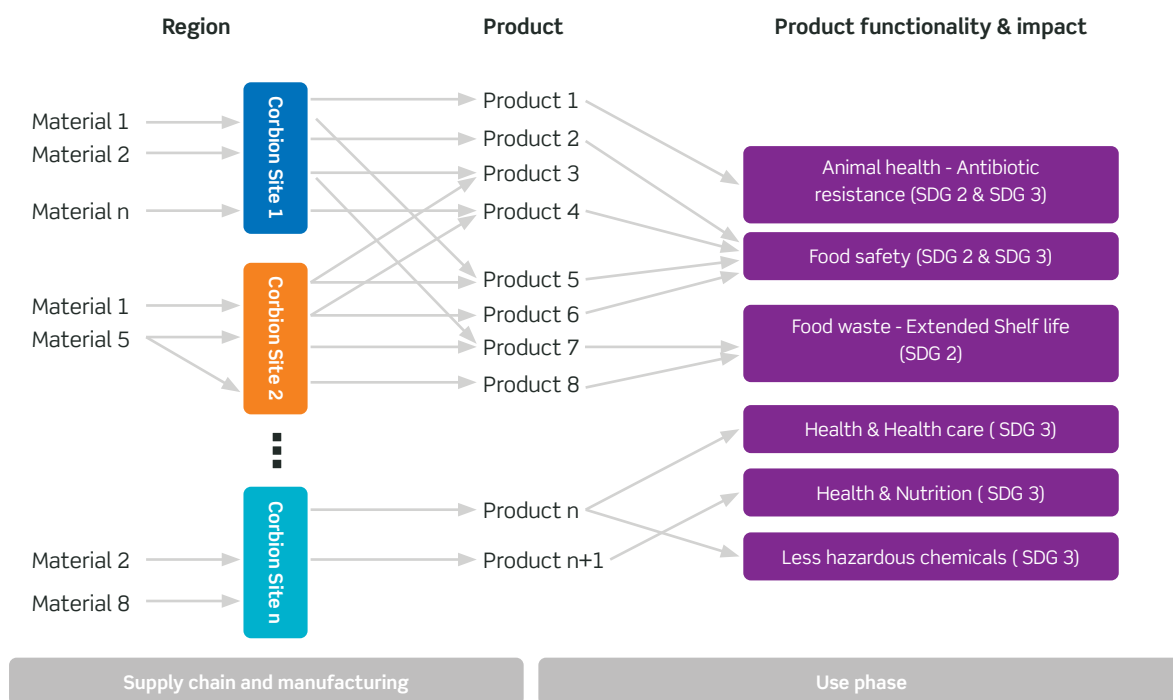 Region
Product
Product functionality & impact
Material 1
Material 2
Material n
Corbion Site 1
Material 1
Material 5
Corbion Site 2
Material 2
Material 8
Corbion Site n
Product 1
Product 2
Product 3
Product 4
Product 5
Product 6
Product 7
Product 8
Product n
Product n+1
Animal health - Antibiotic
resistance (SDG 2 & SDG 3)
Food safety (SDG 2 & SDG 3)
Food waste - Extended Shelf life
(SDG 2)
Health & Health care ( SDG 3)
Health & Nutrition ( SDG 3)
Less hazardous chemicals ( SDG 3)
Supply chain and manufacturing
Use phase